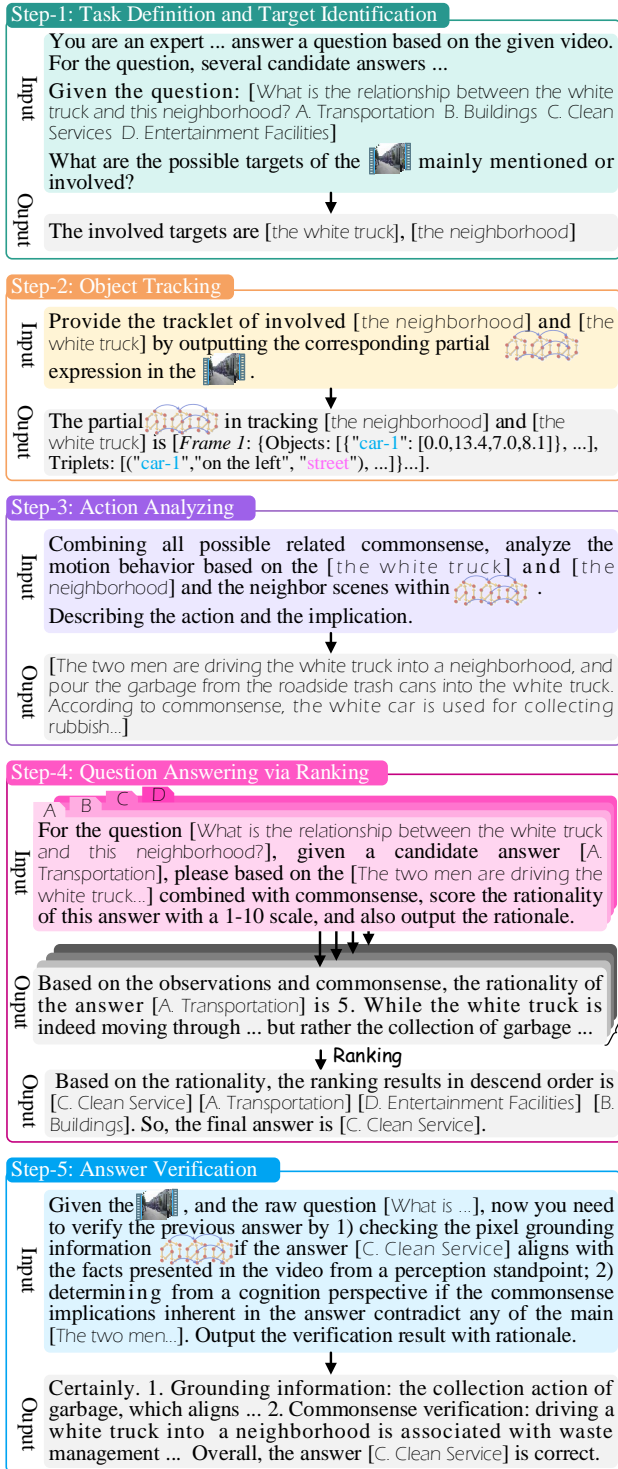 Step-1: Task Definition and Target Identification
Input
You are an expert ... answer a question based on the given video.
For the question, several candidate answers ...
Given the question: [What is the relationship between the white
truck and this neighborhood? A. Transportation B. Buildings C. Clean
Services D. Entertainment Facilities]
What are the possible targets of the mainly mentioned or
involved?
Ouput
The involved targets are [the white truck], [the neighborhood]
Step-2: Object Tracking
Input
Provide the tracklet of involved [the neighborhood] and [the
white truck] by outputting the corresponding partial
expression in the .
Ouput
The partial in tracking [the neighborhood] and [the
white truck] is [Frame 1: {Objects: [{"car-1": [0.0,13.4,7.0,8.1]}, ...],
Triplets: [("car-1","on the left", "street"), ...]}...].
Step-3: Action Analyzing
Input
Combining all possible related commonsense, analyze the
motion behavior based on the [the white truck] and [the
neighborhood] and the neighbor scenes within .
Describing the action and the implication.
Ouput
[The two men are driving the white truck into a neighborhood, and
pour the garbage from the roadside trash cans into the white truck.
According to commonsense, the white car is used for collecting
rubbish...]
Step-4: Question Answering via Ranking
A B C D
Input
For the question [What is the relationship between the white truck
and this neighborhood?], given a candidate answer [A.
Transportation], please based on the [The two men are driving the
white truck...] combined with commonsense, score the rationality
of this answer with a 1-10 scale, and also output the rationale.
Ouput
Based on the observations and commonsense, the rationality of
the answer [A. Transportation] is 5. While the white truck is
indeed moving through ... but rather the collection of garbage ...
Ranking
Ouput
Based on the rationality, the ranking results in descend order is
[C. Clean Service] [A. Transportation] [D. Entertainment Facilities] [B.
Buildings]. So, the final answer is [C. Clean Service].
Step-5: Answer Verification
Input
Given the , and the raw question [What is ...], now you need
to verify the previous answer by 1) checking the pixel grounding
information if the answer [C. Clean Service] aligns with
the facts presented in the video from a perception standpoint; 2)
determining from a cognition perspective if the commonsense
implications inherent in the answer contradict any of the main
[The two men...]. Output the verification result with rationale.
Ouput
Certainly. 1. Grounding information: the collection action of
garbage, which aligns ... 2. Commonsense verification: driving a
white truck into a neighborhood is associated with waste
management ... Overall, the answer [C. Clean Service] is correct.